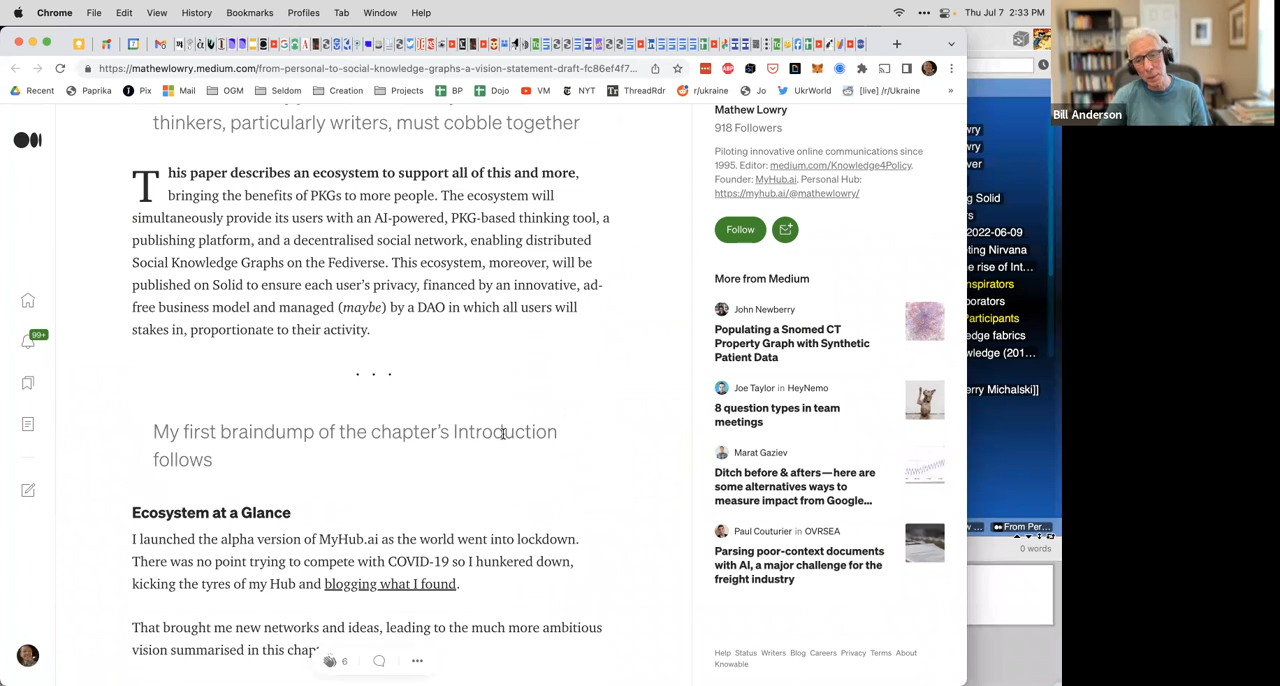 Chrome File Edit View History Bookmarks Profiles Tab Window Help
Thu Jul 7 2:33 PM
https://mathewlowry.medium.com/from-personal-to-social-knowledge-graphs-a-vision-statement-draft-fc86ef4f7...
Recent Paprika Pix Mail OGM Seldom Creation Projects BP Dojo VM NYT ThreadRdr r/ukraine Jo UkrWorld [live] /r/Ukraine »
Bill Anderson
thinkers, particularly writers, must cobble together
This paper describes an ecosystem to support all of this and more,
bringing the benefits of PKGs to more people. The ecosystem will
simultaneously provide its users with an AI-powered, PKG-based thinking tool, a
publishing platform, and a decentralised social network, enabling distributed
Social Knowledge Graphs on the Fediverse. This ecosystem, moreover, will be
published on Solid to ensure each user's privacy, financed by an innovative, ad-
free business model and managed (maybe) by a DAO in which all users will
stakes in, proportionate to their activity.
. . .
My first braindump of the chapter's Introduction
follows
Ecosystem at a Glance
I launched the alpha version of MyHub.ai as the world went into lockdown.
There was no point trying to compete with COVID-19 so I hunkered down,
kicking the tyres of my Hub and blogging what I found.
That brought me new networks and ideas, leading to the much more ambitious
vision summarised in this chap
99+
6
Mathew Lowry
918 Followers
Piloting innovative online communications since
1995. Editor: medium.com/Knowledge4Policy.
Founder: MyHub.ai. Personal Hub:
https://myhub.ai/@mathewlowry/
Follow
More from Medium
John Newberry
Populating a Snomed CT
Property Graph with Synthetic
Patient Data
Joe Taylor in HeyNemo
8 question types in team
meetings
Marat Gaziev
Ditch before & afters—here are
some alternatives ways to
measure impact from Google...
Paul Couturier in OVRSEA
Parsing poor-context documents
with AI, a major challenge for the
freight industry
Help Status Writers Blog Careers Privacy Terms About
Knowable
wry
wry
ver
ng Solid
rs
2022-06-09
ting Nirvana
e rise of Int...
nspirators
borators
Participants
edge fabrics
wledge (201...
erry Michalski]]
w ... From Per...
0 words